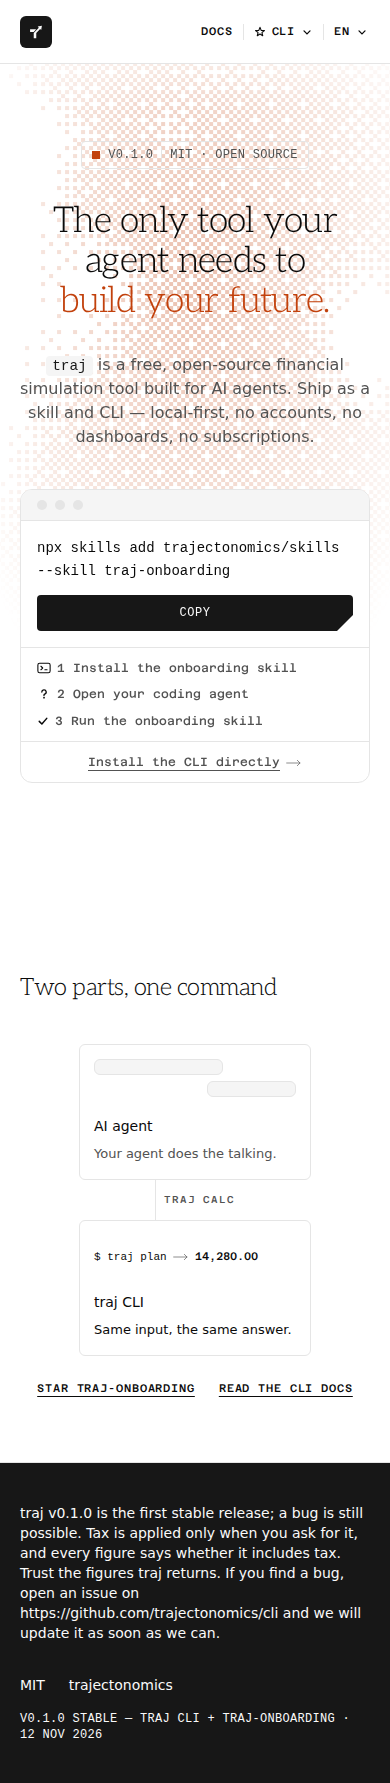 DOCS
CLI
EN
V0.1.0 MIT · OPEN SOURCE
The only tool your
agent needs to
build your future.
traj is a free, open-source financial
simulation tool built for AI agents. Ship as a
skill and CLI — local-first, no accounts, no
dashboards, no subscriptions.
npx skills add trajectonomics/skills
--skill traj-onboarding
COPY
1 Install the onboarding skill
? 2 Open your coding agent
3 Run the onboarding skill
Install the CLI directly →
Two parts, one command
AI agent
Your agent does the talking.
TRAJ CALC
$ traj plan → 14,280.00
traj CLI
Same input, the same answer.
STAR TRAJ-ONBOARDING
READ THE CLI DOCS
traj v0.1.0 is the first stable release; a bug is still
possible. Tax is applied only when you ask for it,
and every figure says whether it includes tax.
Trust the figures traj returns. If you find a bug,
open an issue on
https://github.com/trajectonomics/cli and we will
update it as soon as we can.
MIT trajectonomics
V0.1.0 STABLE — TRAJ CLI + TRAJ-ONBOARDING ·
12 NOV 2026